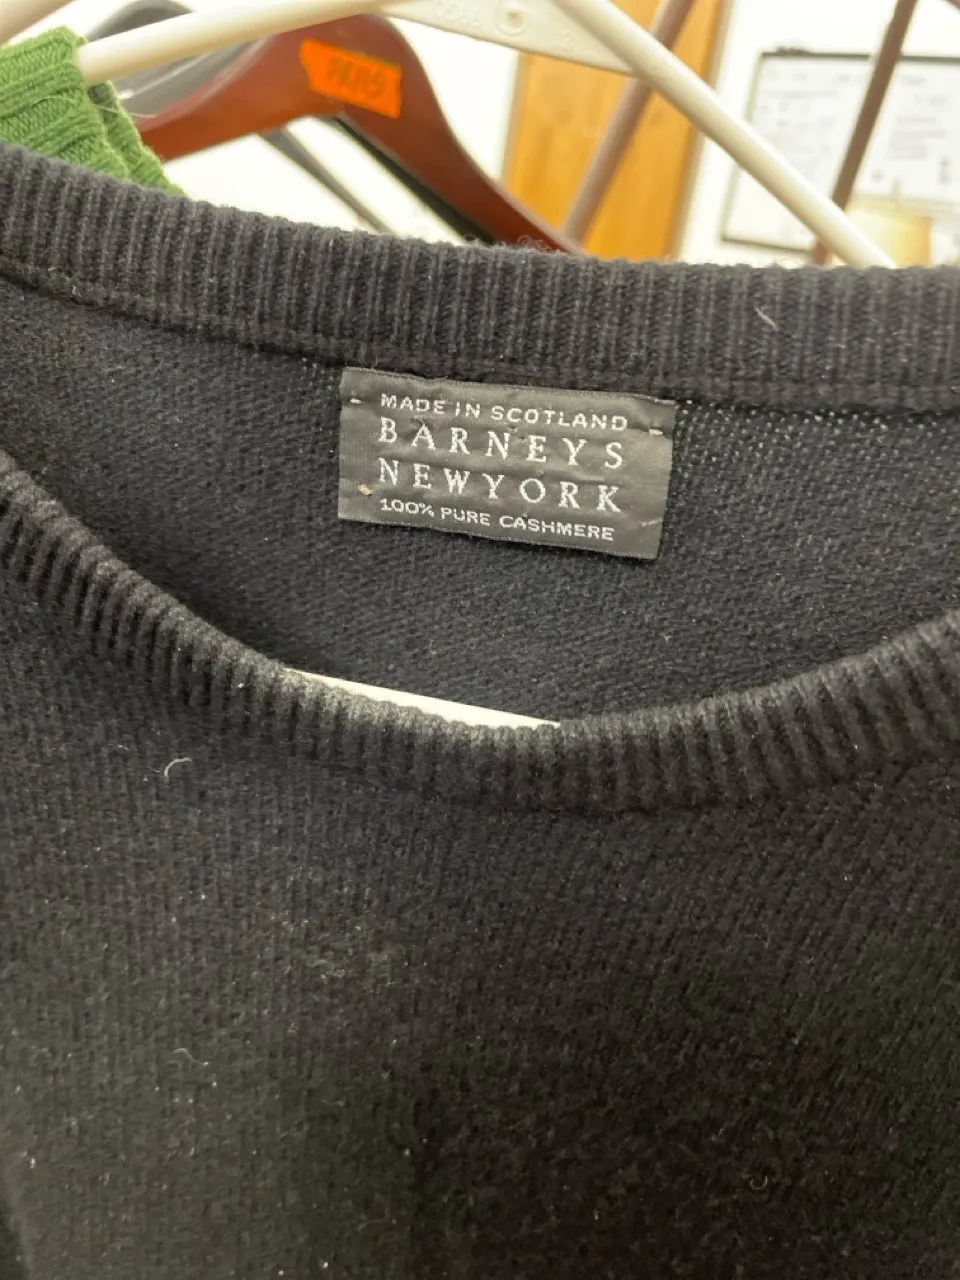 MADE IN SCOTLAND
BARNEYS
NEWYORK
100% PURE CASHMERE